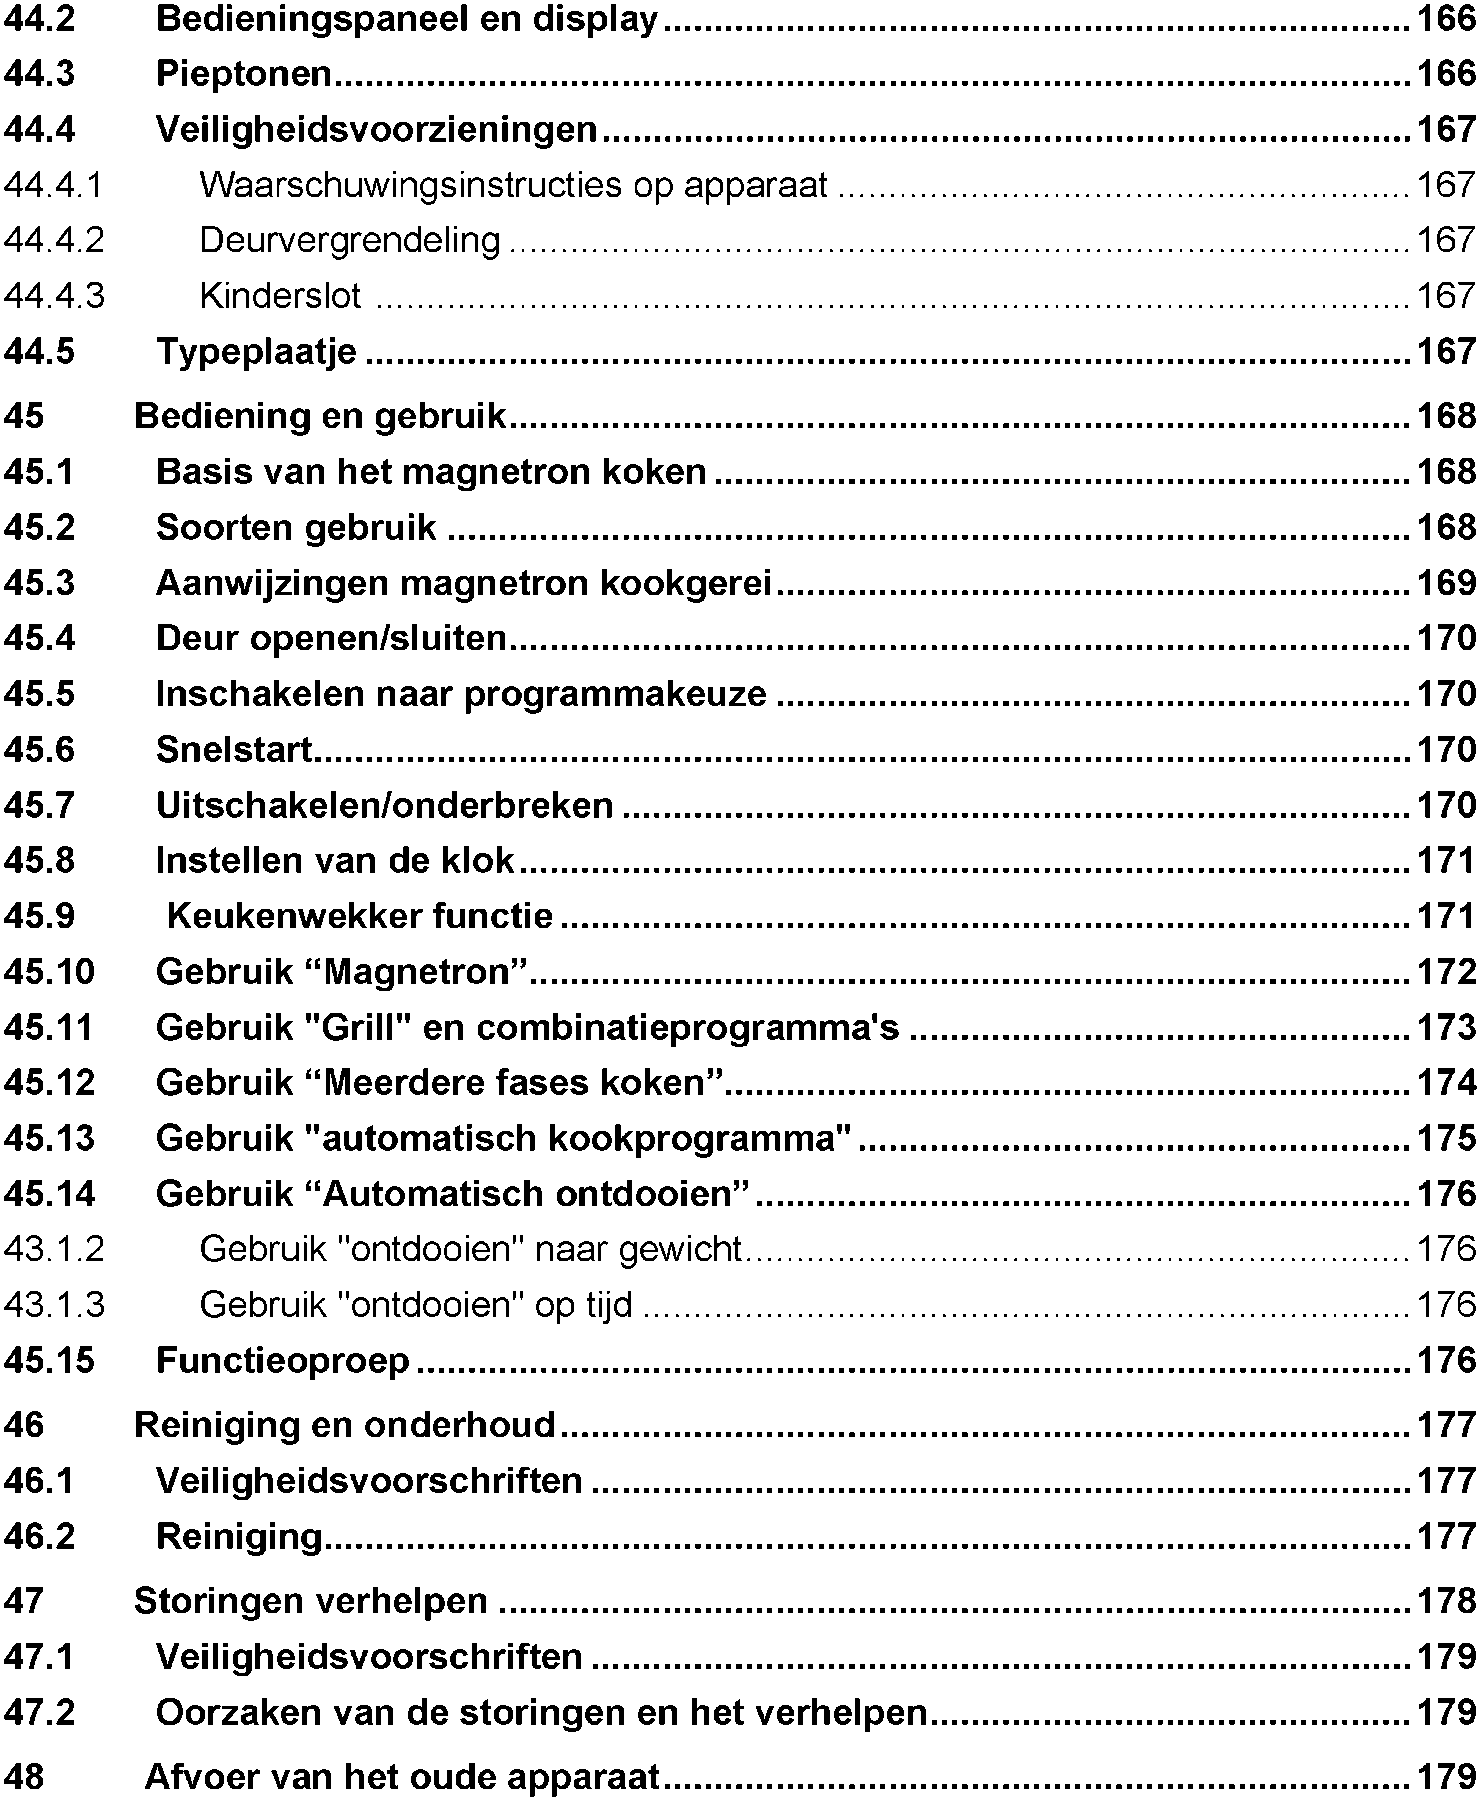 44.2 Bedieningspaneel en display 166
44.3 Pieptonen 166
44.4 Veiligheidsvoorzieningen 167
44.4.1 Waarschuwingsinstructies op apparaat 167
44.4.2 Deurvergrendeling 167
44.4.3 Kinderslot 167
44.5 Typeplaatje 167
45 Bediening en gebruik 168
45.1 Basis van het magnetron koken 168
45.2 Soorten gebruik 168
45.3 Aanwijzingen magnetron kookgerei 169
45.4 Deur openen/sluiten 170
45.5 Inschakelen naar programmakeuze 170
45.6 Snelstart 170
45.7 Uitschakelen/onderbreken 170
45.8 Instellen van de klok 171
45.9 Keukenwekker functie 171
45.10 Gebruik “Magnetron” 172
45.11 Gebruik "Grill" en combinatieprogramma's 173
45.12 Gebruik “Meerdere fases koken” 174
45.13 Gebruik "automatisch kookprogramma" 175
45.14 Gebruik “Automatisch ontdooien” 176
43.1.2 Gebruik "ontdooien" naar gewicht 176
43.1.3 Gebruik "ontdooien" op tijd 176
45.15 Functieoproep 176
46 Reiniging en onderhoud 177
46.1 Veiligheidsvoorschriften 177
46.2 Reiniging 177
47 Storingen verhelpen 178
47.1 Veiligheidsvoorschriften 179
47.2 Oorzaken van de storingen en het verhelpen 179
48 Afvoer van het oude apparaat 179